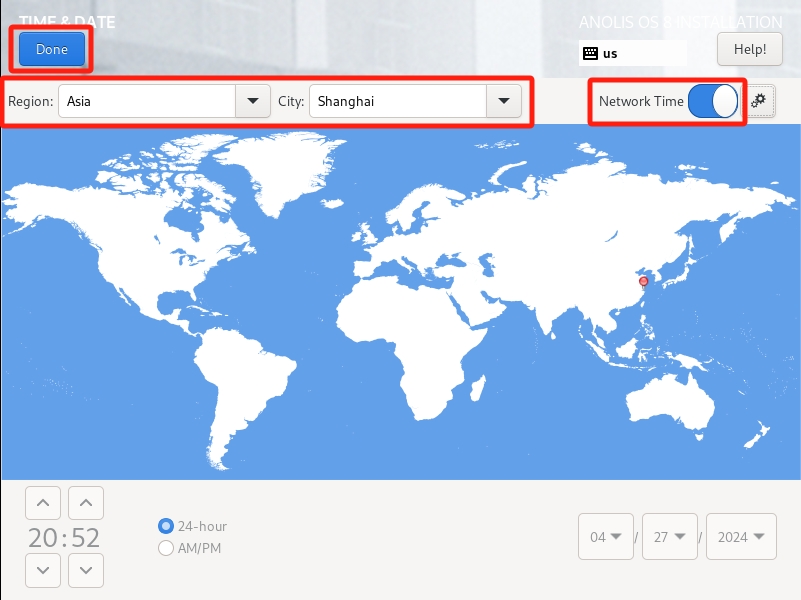 TIME & DATE
ANOLIS OS 8 INSTALLATION
Done
us
Help!
Region: Asia City: Shanghai Network Time
20:52
24-hour
AM/PM
04 / 27 / 2024